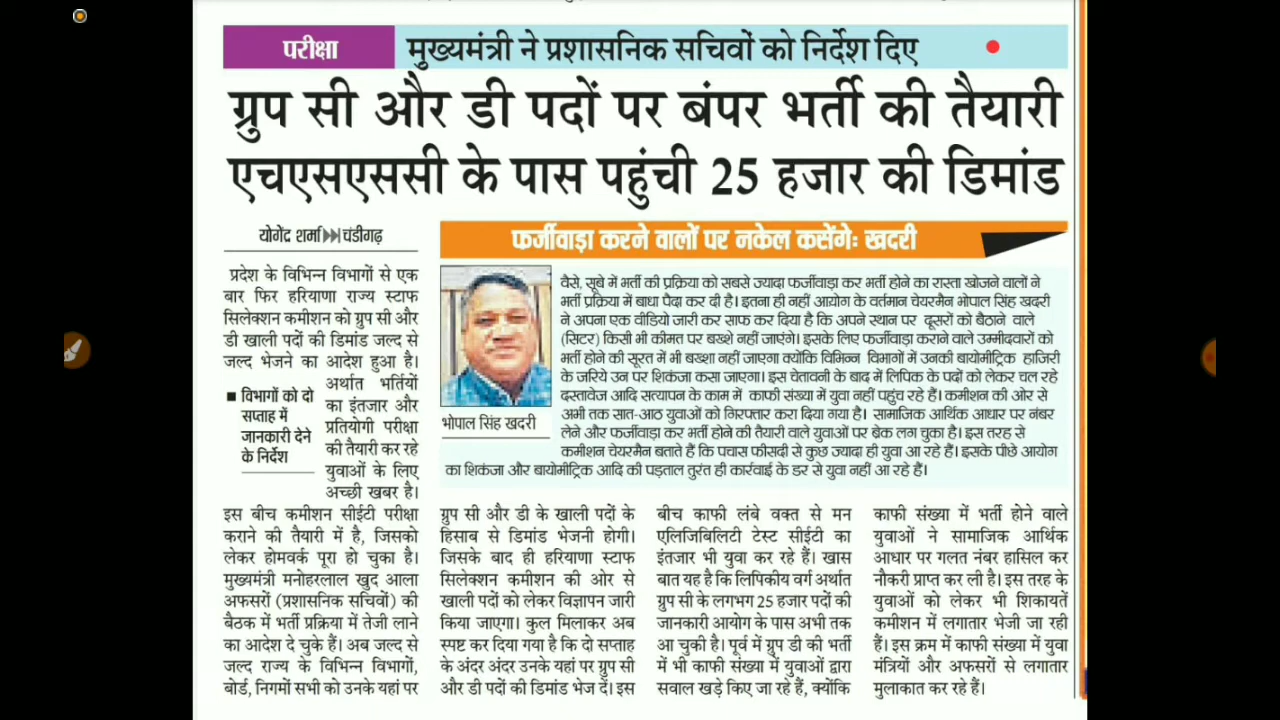 परीक्षा
मुख्यमंत्री ने प्रशासनिक सचिवों को निर्देश दिए
ग्रुप सी और डी पदों पर बंपर भर्ती की तैयारी
एचएसएससी के पास पहुंची 25 हजार की डिमांड
योगेंद्र शर्मा चंडीगढ़
प्रदेश के विभिन्न विभागों से एक
बार फिर हरियाणा राज्य स्टाफ
सिलेक्शन कमीशन को ग्रुप सी और
डी खाली पदों की डिमांड जल्द से
जल्द भेजने का आदेश हुआ है।
अर्थात भर्तियों
का इंतजार और
प्रतियोगी परीक्षा
की तैयारी कर रहे
युवाओं के लिए
अच्छी खबर है।
■ विभागों को दो
सप्ताह में
जानकारी देने
के निर्देश
इस बीच कमीशन सीईटी परीक्षा
कराने की तैयारी में है, जिसको
लेकर होमवर्क पूरा हो चुका है।
मुख्यमंत्री मनोहरलाल खुद आला
अफसरों (प्रशासनिक सचिवों) की
बैठक में भर्ती प्रक्रिया में तेजी लाने
का आदेश दे चुके हैं। अब जल्द से
जल्द राज्य के विभिन्न विभागों,
बोर्ड, निगमों सभी को उनके यहां पर
फर्जीवाड़ा करने वालों पर नकेल कसेंगेः खदरी
भोपाल सिंह खदरी
वैसे, सूबे में भर्ती की प्रक्रिया को सबसे ज्यादा फर्जीवाड़ा कर भर्ती होने का रास्ता खोजने वालों ने
भर्ती प्रक्रिया में बाधा पैदा कर दी है। इतना ही नहीं आयोग के वर्तमान चेयरमैन भोपाल सिंह खदरी
ने अपना एक वीडियो जारी कर साफ कर दिया है कि अपने स्थान पर दूसरों को बैठाने वाले
(सिटर) किसी भी कीमत पर बख्शे नहीं जाएंगे। इसके लिए फर्जीवाड़ा कराने वाले उम्मीदवारों को
भर्ती होने की सूरत में भी बख्शा नहीं जाएगा क्योंकि विभिन्न विभागों में उनकी बायोमीट्रिक हाजिरी
के जरिये उन पर शिकंजा कसा जाएगा। इस चेतावनी के बाद में लिपिक के पदों को लेकर चल रहे
दस्तावेज आदि सत्यापन के काम में काफी संख्या में युवा नहीं पहुंच रहे हैं। कमीशन की ओर से
अभी तक सात-आठ युवाओं को गिरफ्तार करा दिया गया है। सामाजिक आर्थिक आधार पर नंबर
लेने और फर्जीवाड़ा कर भर्ती होने की तैयारी वाले युवाओं पर ब्रेक लग चुका है। इस तरह से
कमीशन चेयरमैन बताते हैं कि पचास फीसदी से कुछ ज्यादा ही युवा आ रहे हैं। इसके पीछे आयोग
का शिकंजा और बायोमीट्रिक आदि की पड़ताल तुरंत ही कार्रवाई के डर से युवा नहीं आ रहे हैं।
ग्रुप सी और डी के खाली पदों के
हिसाब से डिमांड भेजनी होगी।
जिसके बाद ही हरियाणा स्टाफ
सिलेक्शन कमीशन की ओर से
खाली पदों को लेकर विज्ञापन जारी
किया जाएगा। कुल मिलाकर अब
स्पष्ट कर दिया गया है कि दो सप्ताह
के अंदर अंदर उनके यहां पर ग्रुप सी
और डी पदों की डिमांड भेज दें। इस
बीच काफी लंबे वक्त से मन
एलिजिबिलिटी टेस्ट सीईटी का
इंतजार भी युवा कर रहे हैं। खास
बात यह है कि लिपिकीय वर्ग अर्थात
ग्रुप सी के लगभग 25 हजार पदों की
जानकारी आयोग के पास अभी तक
आ चुकी है। पूर्व में ग्रुप डी की भर्ती
में भी काफी संख्या में युवाओं द्वारा
सवाल खड़े किए जा रहे हैं, क्योंकि
काफी संख्या में भर्ती होने वाले
युवाओं ने सामाजिक आर्थिक
आधार पर गलत नंबर हासिल कर
नौकरी प्राप्त कर ली है। इस तरह के
युवाओं को लेकर भी शिकायतें
कमीशन में लगातार भेजी जा रही
हैं। इस क्रम में काफी संख्या में युवा
मंत्रियों और अफसरों से लगातार
मुलाकात कर रहे हैं।